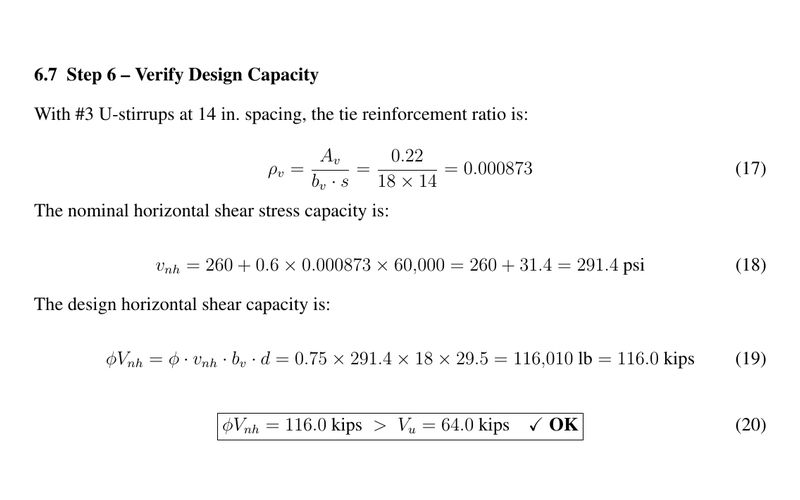 6.7 Step 6 – Verify Design Capacity
With #3 U-stirrups at 14 in. spacing, the tie reinforcement ratio is:
ρ_v = A_v / (b_v · s) = 0.22 / (18 × 14) = 0.000873 (17)
The nominal horizontal shear stress capacity is:
v_nh = 260 + 0.6 × 0.000873 × 60,000 = 260 + 31.4 = 291.4 psi (18)
The design horizontal shear capacity is:
ϕV_nh = ϕ · v_nh · b_v · d = 0.75 × 291.4 × 18 × 29.5 = 116,010 lb = 116.0 kips (19)
ϕV_nh = 116.0 kips > V_u = 64.0 kips ✓ OK (20)